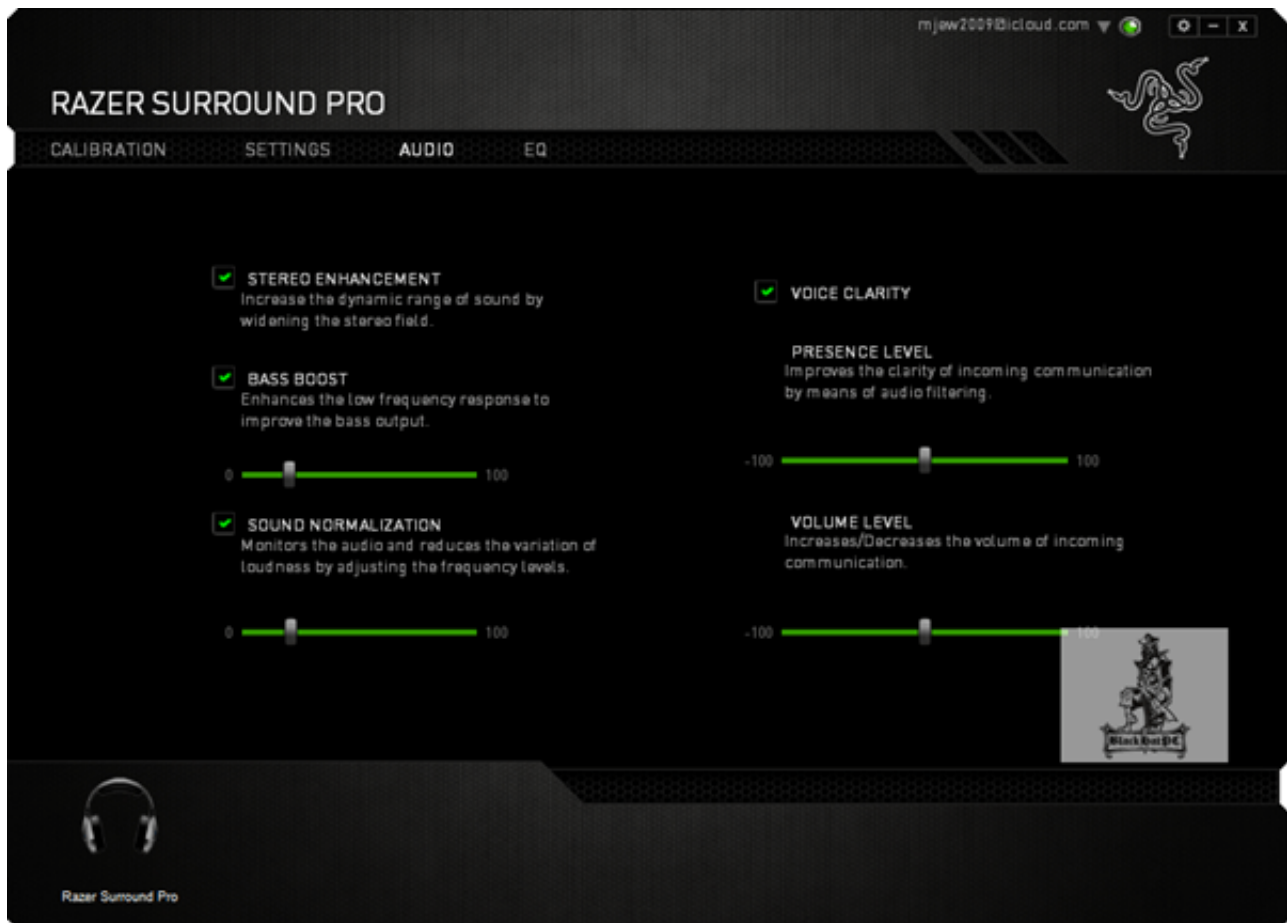 mjew2009@icloud.com
RAZER SURROUND PRO
CALIBRATION SETTINGS AUDIO EQ
STEREO ENHANCEMENT
Increase the dynamic range of sound by
widening the stereo field.
BASS BOOST
Enhances the low frequency response to
improve the bass output.
0 100
SOUND NORMALIZATION
Monitors the audio and reduces the variation of
loudness by adjusting the frequency levels.
0 100
VOICE CLARITY
PRESENCE LEVEL
Improves the clarity of incoming communication
by means of audio filtering.
-100 100
VOLUME LEVEL
Increases/Decreases the volume of incoming
communication.
-100 100
BlackHatPC
Razer Surround Pro